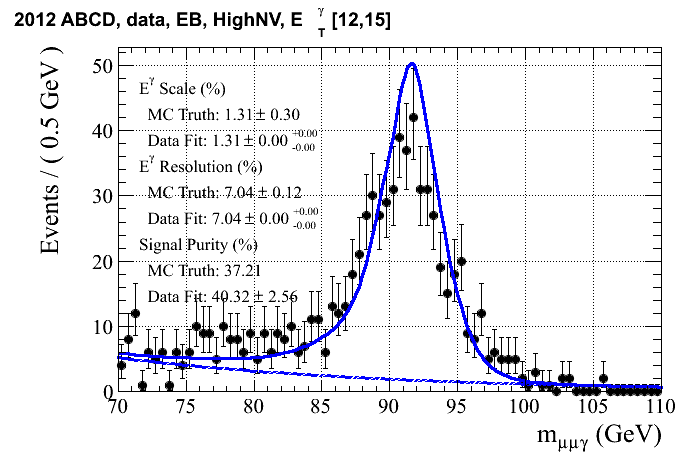 2012 ABCD, data, EB, HighNV, E γ T [12,15]
Events / ( 0.5 GeV )
50
40
30
20
10
0
E^γ Scale (%)
MC Truth: 1.31 ± 0.30
Data Fit: 1.31 ± 0.00 +0.00 -0.00
E^γ Resolution (%)
MC Truth: 7.04 ± 0.12
Data Fit: 7.04 ± 0.00 +0.00 -0.00
Signal Purity (%)
MC Truth: 37.21
Data Fit: 40.32 ± 2.56
70 75 80 85 90 95 100 105 110
m_μμγ (GeV)